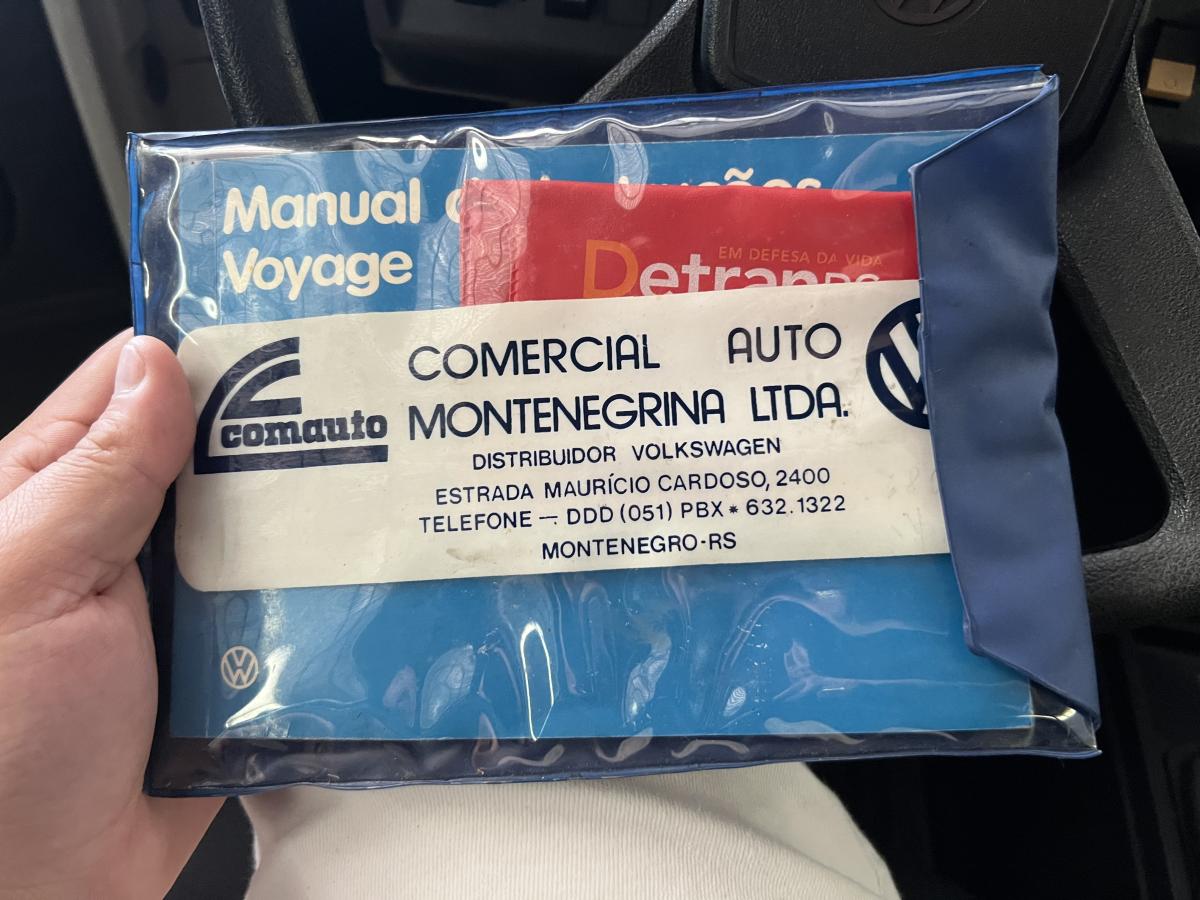 Manual
Voyage
EM DEFESA DA VIDA
Detran
comauto
COMERCIAL AUTO
MONTENEGRINA LTDA.
DISTRIBUIDOR VOLKSWAGEN
ESTRADA MAURÍCIO CARDOSO, 2400
TELEFONE — DDD (051) PBX * 632.1322
MONTENEGRO-RS